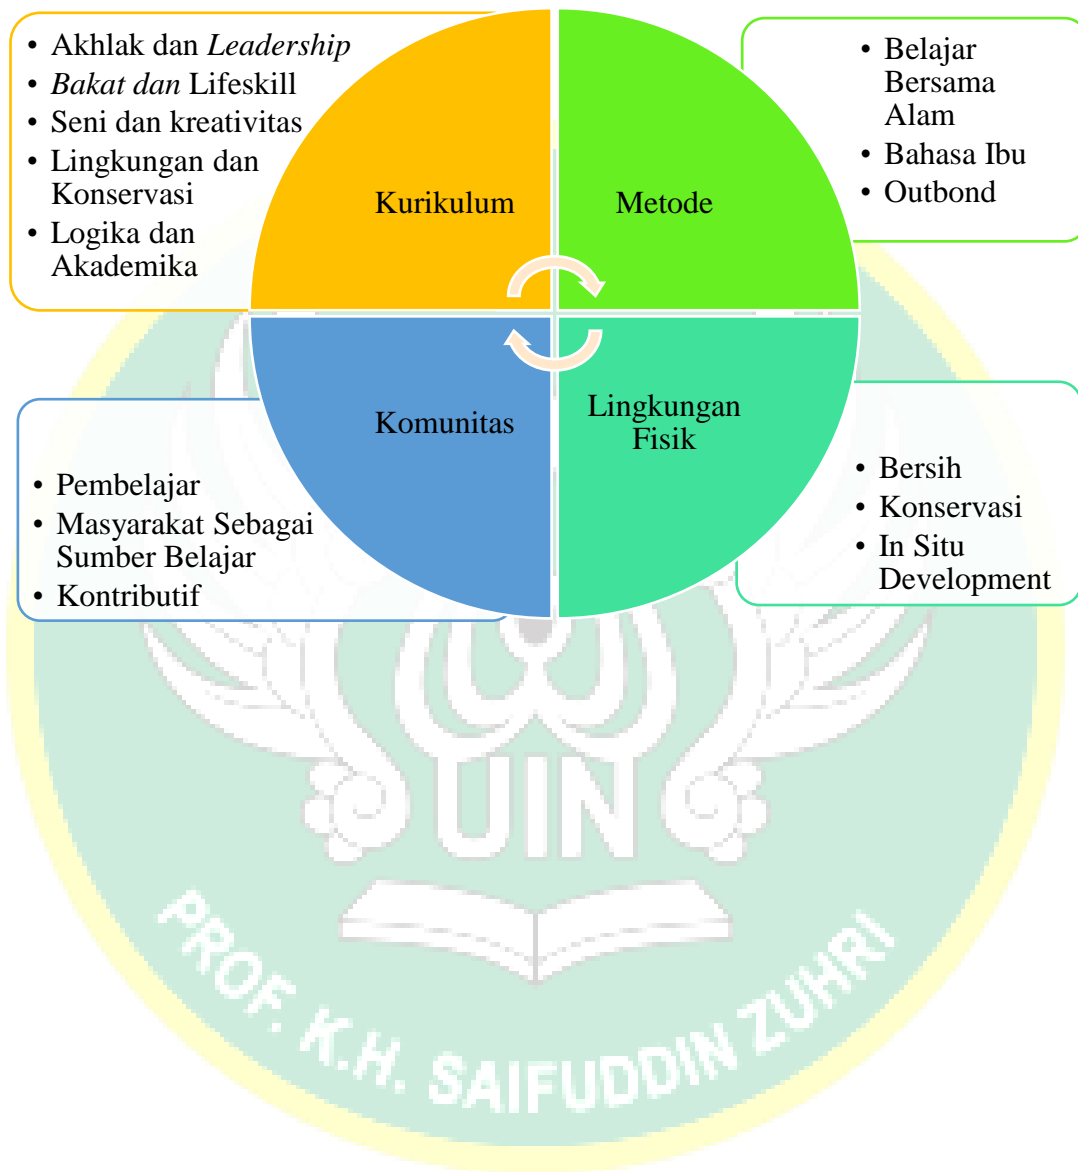 • Akhlak dan Leadership
• Bakat dan Lifeskill
• Seni dan kreativitas
• Lingkungan dan
Konservasi
• Logika dan
Akademika
Kurikulum
Metode
• Belajar
Bersama
Alam
• Bahasa Ibu
• Outbond
Komunitas
Lingkungan
Fisik
• Pembelajar
• Masyarakat Sebagai
Sumber Belajar
• Kontributif
• Bersih
• Konservasi
• In Situ
Development
UIN
PROF. K.H. SAIFUDDIN ZUHRI